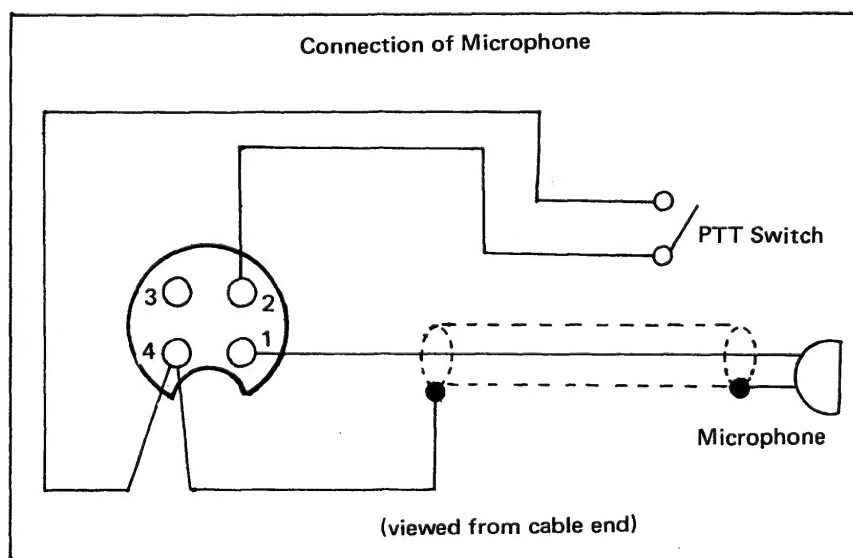 Connection of Microphone
PTT Switch
3
2
4
1
Microphone
(viewed from cable end)